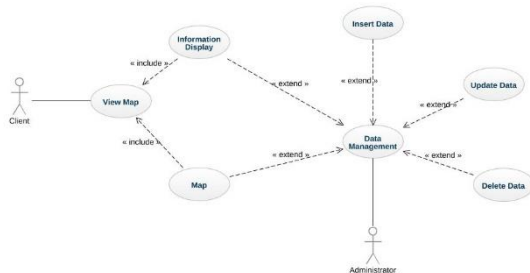 Information
Display
Insert Data
« include »
« extend »
« extend »
Update Data
View Map
Client
« extend »
« include »
Data
Management
« extend »
« extend »
Map
Delete Data
Administrator